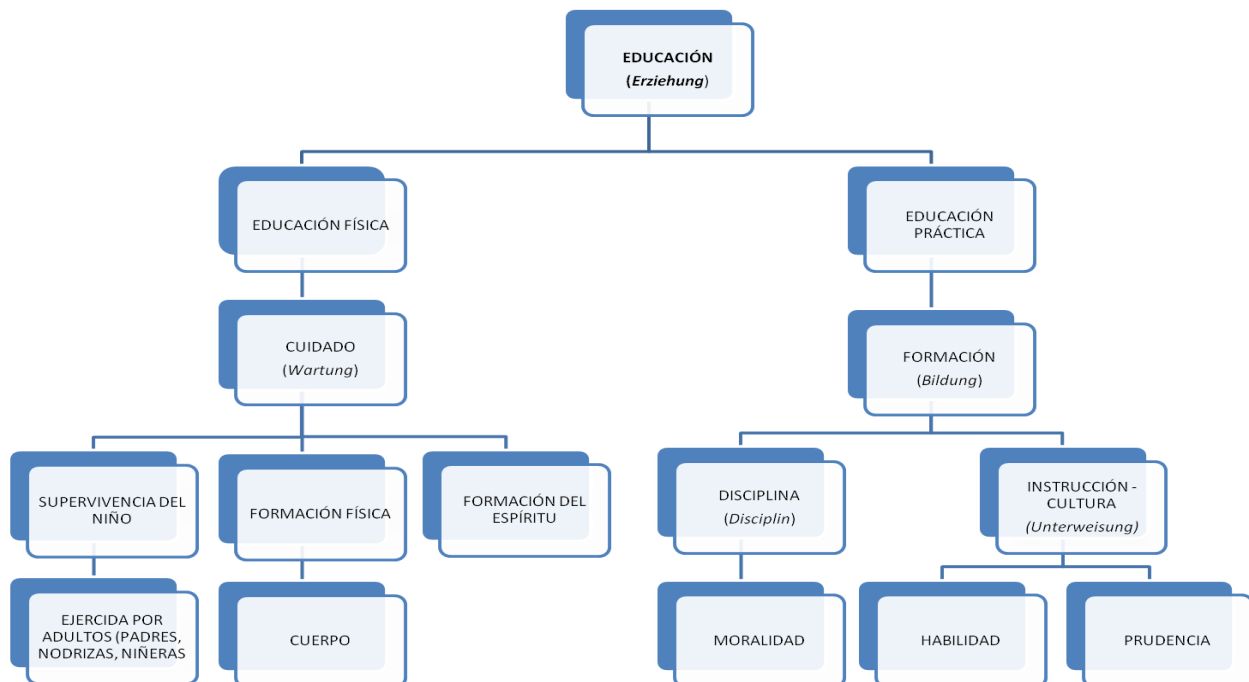 EDUCACIÓN
(Erziehung)
EDUCACIÓN FÍSICA
EDUCACIÓN
PRÁCTICA
CUIDADO
(Wartung)
FORMACIÓN
(Bildung)
SUPERVIVENCIA DEL
NIÑO
FORMACIÓN FÍSICA
FORMACIÓN DEL
ESPÍRITU
DISCIPLINA
(Disciplin)
INSTRUCCIÓN -
CULTURA
(Unterweisung)
EJERCIDA POR
ADULTOS (PADRES,
NODRIZAS, NIÑERAS
CUERPO
MORALIDAD
HABILIDAD
PRUDENCIA